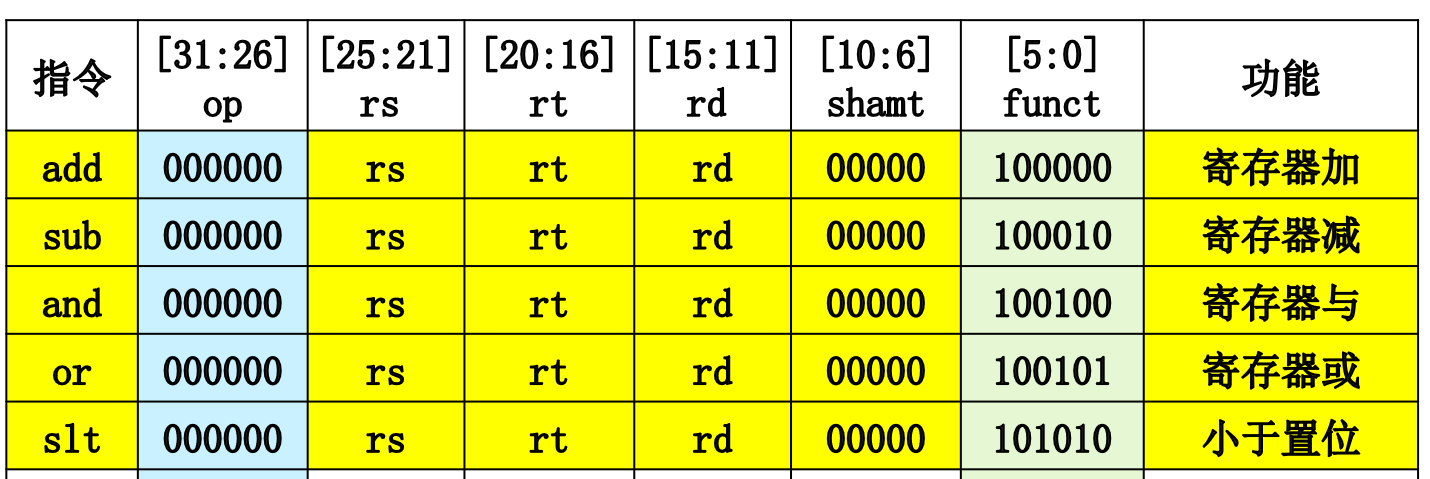 指令 [31:26] op [25:21] rs [20:16] rt [15:11] rd [10:6] shamt [5:0] funct 功能
add 000000 rs rt rd 00000 100000 寄存器加
sub 000000 rs rt rd 00000 100010 寄存器减
and 000000 rs rt rd 00000 100100 寄存器与
or 000000 rs rt rd 00000 100101 寄存器或
slt 000000 rs rt rd 00000 101010 小于置位